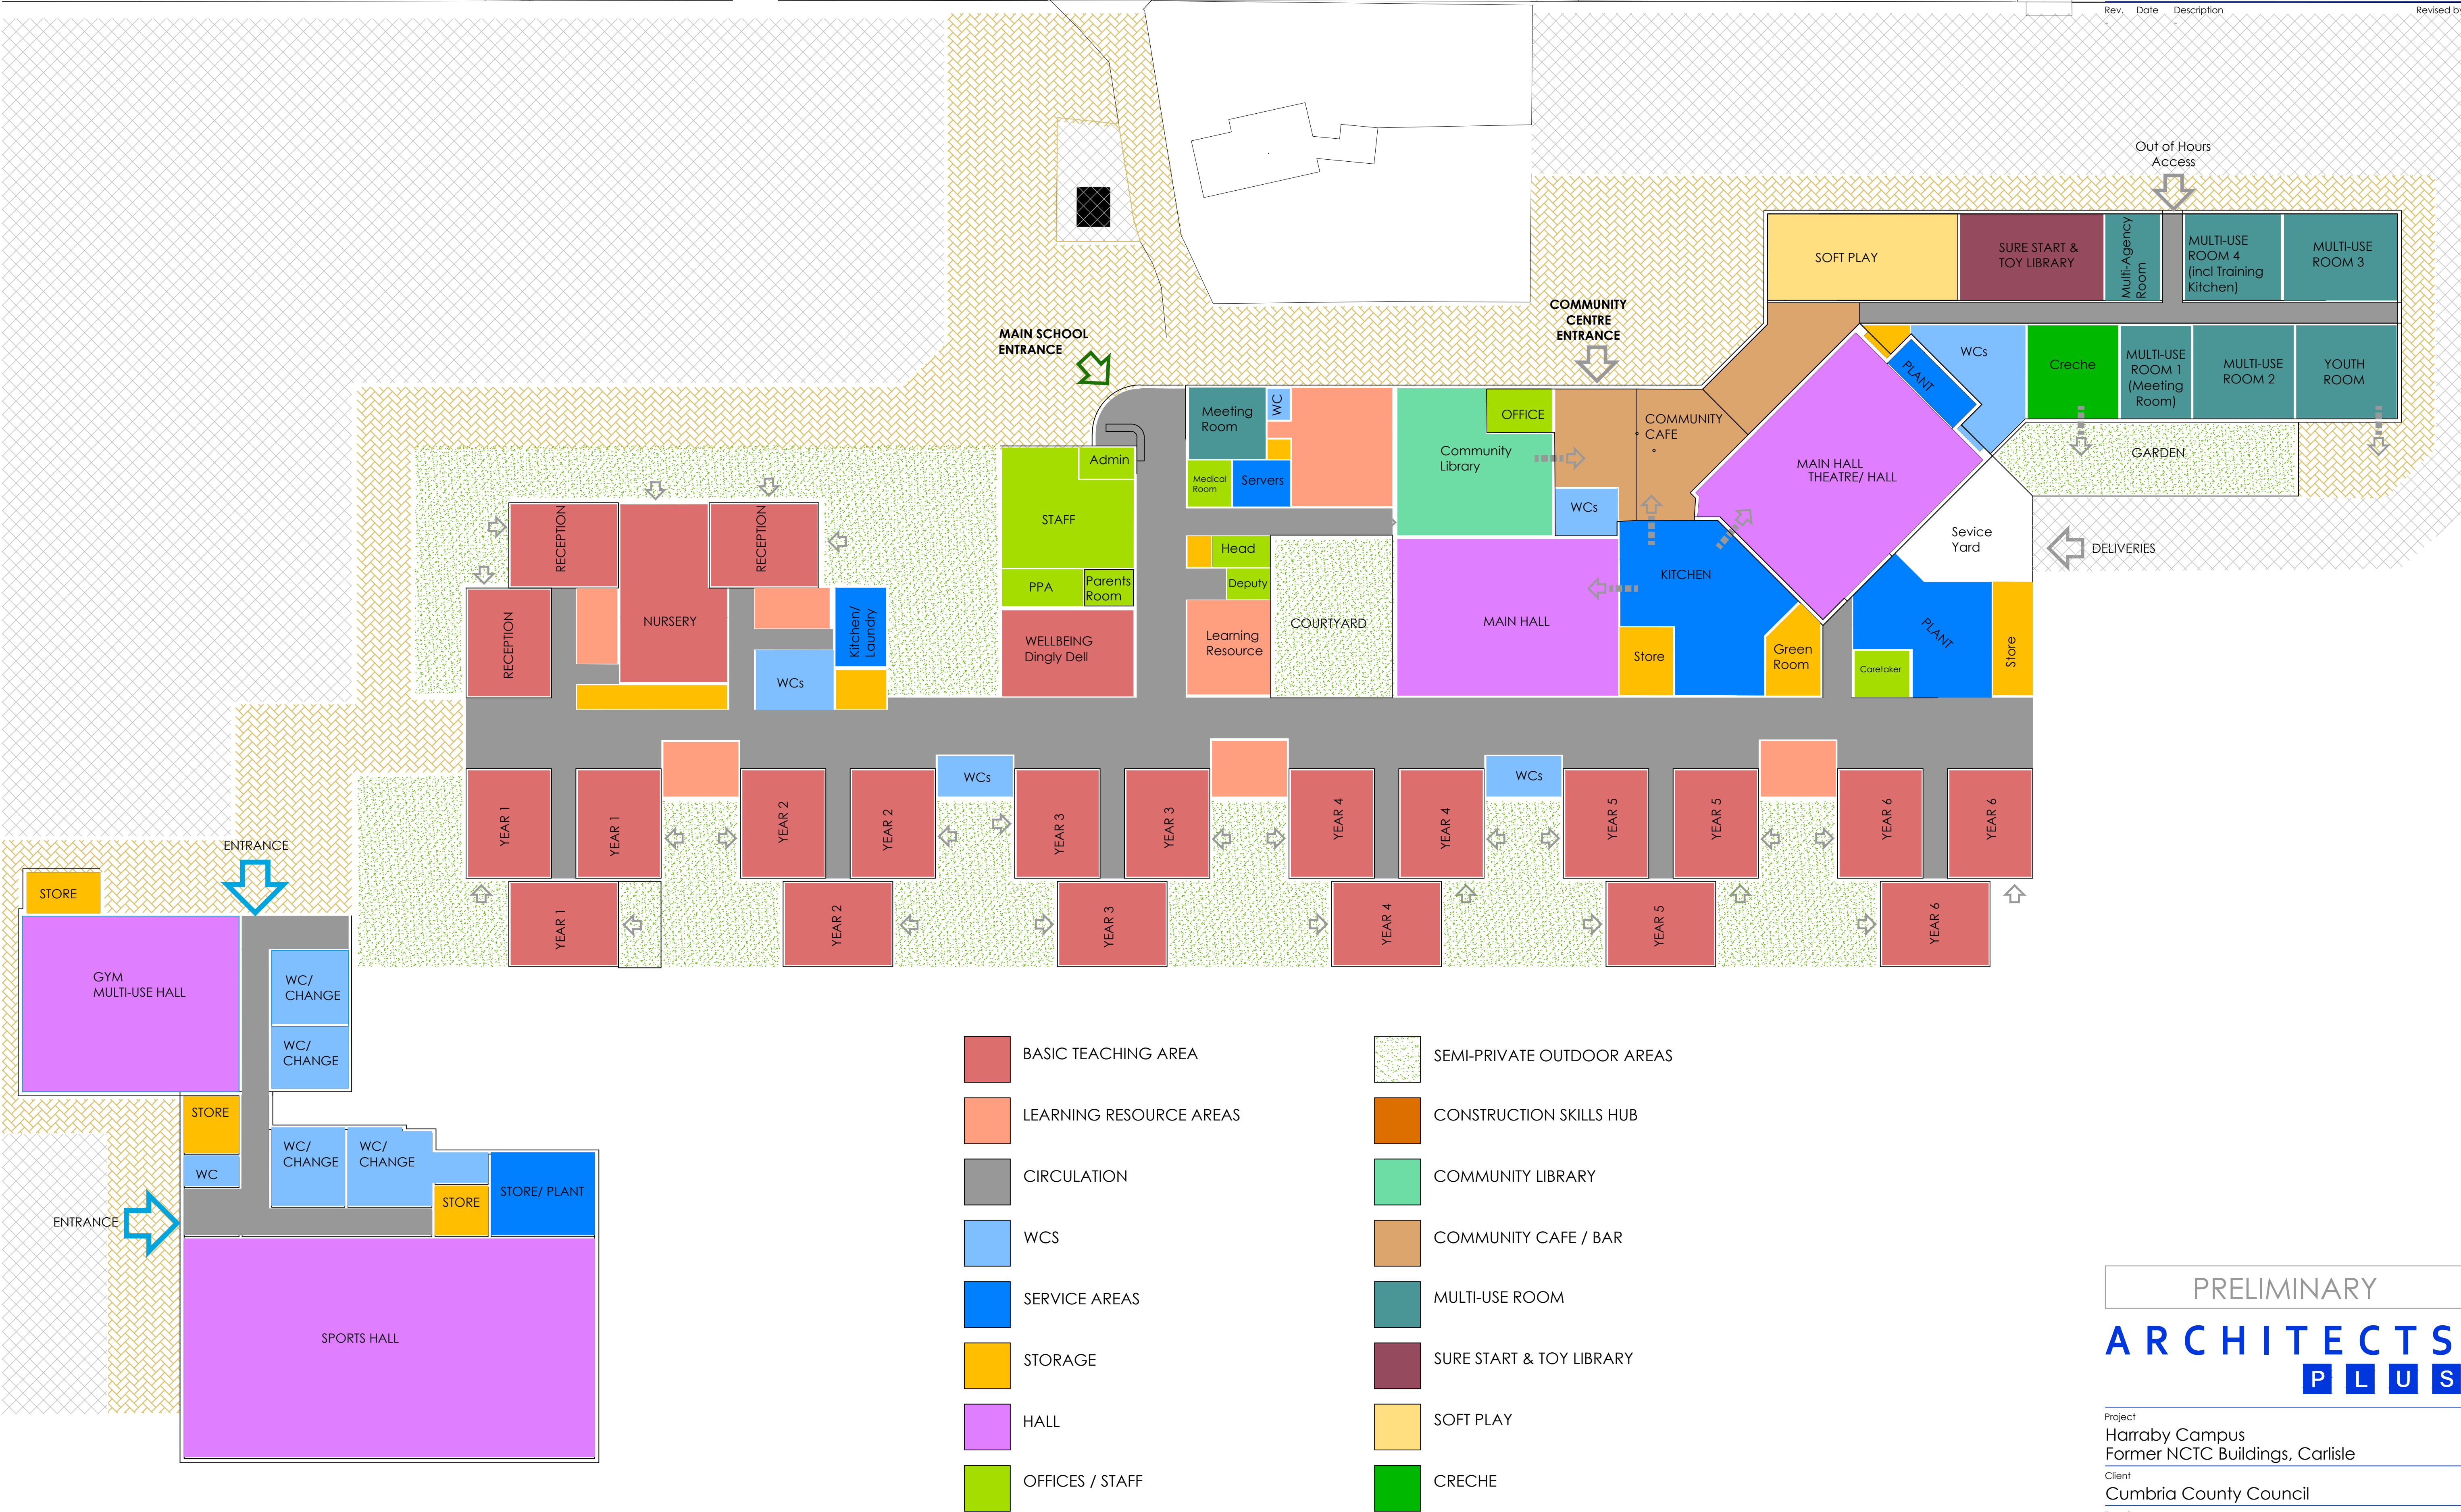 Rev. Date Description Revised by
- -
Out of Hours
Access
SOFT PLAY
SURE START &
TOY LIBRARY
Multi-Agency
Room
MULTI-USE
ROOM 4
(incl Training
Kitchen)
MULTI-USE
ROOM 3
COMMUNITY
CENTRE
ENTRANCE
MAIN SCHOOL
ENTRANCE
WCs
PLANT
Creche
MULTI-USE
ROOM 1
(Meeting
Room)
MULTI-USE
ROOM 2
YOUTH
ROOM
Meeting
Room
WC
OFFICE
COMMUNITY
CAFE
Community
Library
Admin
Medical
Room
Servers
MAIN HALL
THEATRE/ HALL
GARDEN
WCs
STAFF
RECEPTION
RECEPTION
Sevice
Yard
DELIVERIES
Head
Deputy
PPA
Parents
Room
KITCHEN
RECEPTION
NURSERY
Kitchen/
Laundry
WELLBEING
Dingly Dell
Learning
Resource
COURTYARD
MAIN HALL
Store
Green
Room
PLANT
Caretaker
Store
WCs
WCs
WCs
YEAR 1
YEAR 1
YEAR 2
YEAR 2
YEAR 3
YEAR 3
YEAR 4
YEAR 4
YEAR 5
YEAR 5
YEAR 6
YEAR 6
YEAR 1
YEAR 2
YEAR 3
YEAR 4
YEAR 5
YEAR 6
ENTRANCE
STORE
GYM
MULTI-USE HALL
WC/
CHANGE
WC/
CHANGE
STORE
WC/
CHANGE
WC/
CHANGE
WC
STORE
STORE/ PLANT
ENTRANCE
SPORTS HALL
BASIC TEACHING AREA
LEARNING RESOURCE AREAS
CIRCULATION
WCS
SERVICE AREAS
STORAGE
HALL
OFFICES / STAFF
SEMI-PRIVATE OUTDOOR AREAS
CONSTRUCTION SKILLS HUB
COMMUNITY LIBRARY
COMMUNITY CAFE / BAR
MULTI-USE ROOM
SURE START & TOY LIBRARY
SOFT PLAY
CRECHE
PRELIMINARY
ARCHITECTS
PLUS
Project
Harraby Campus
Former NCTC Buildings, Carlisle
Client
Cumbria County Council